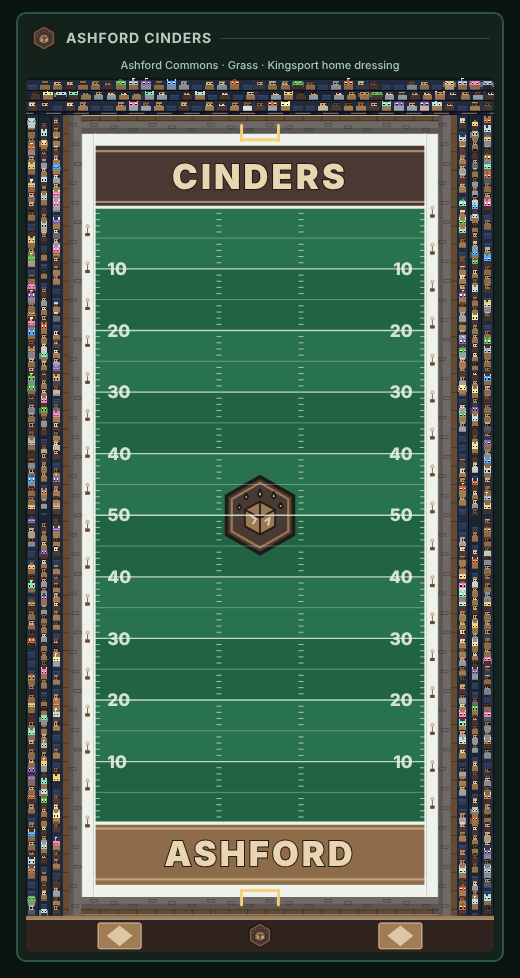 ASHFORD CINDERS
Ashford Commons · Grass · Kingsport home dressing
CINDERS
10 10
20 20
30 30
40 40
50 50
40 40
30 30
20 20
10 10
ASHFORD